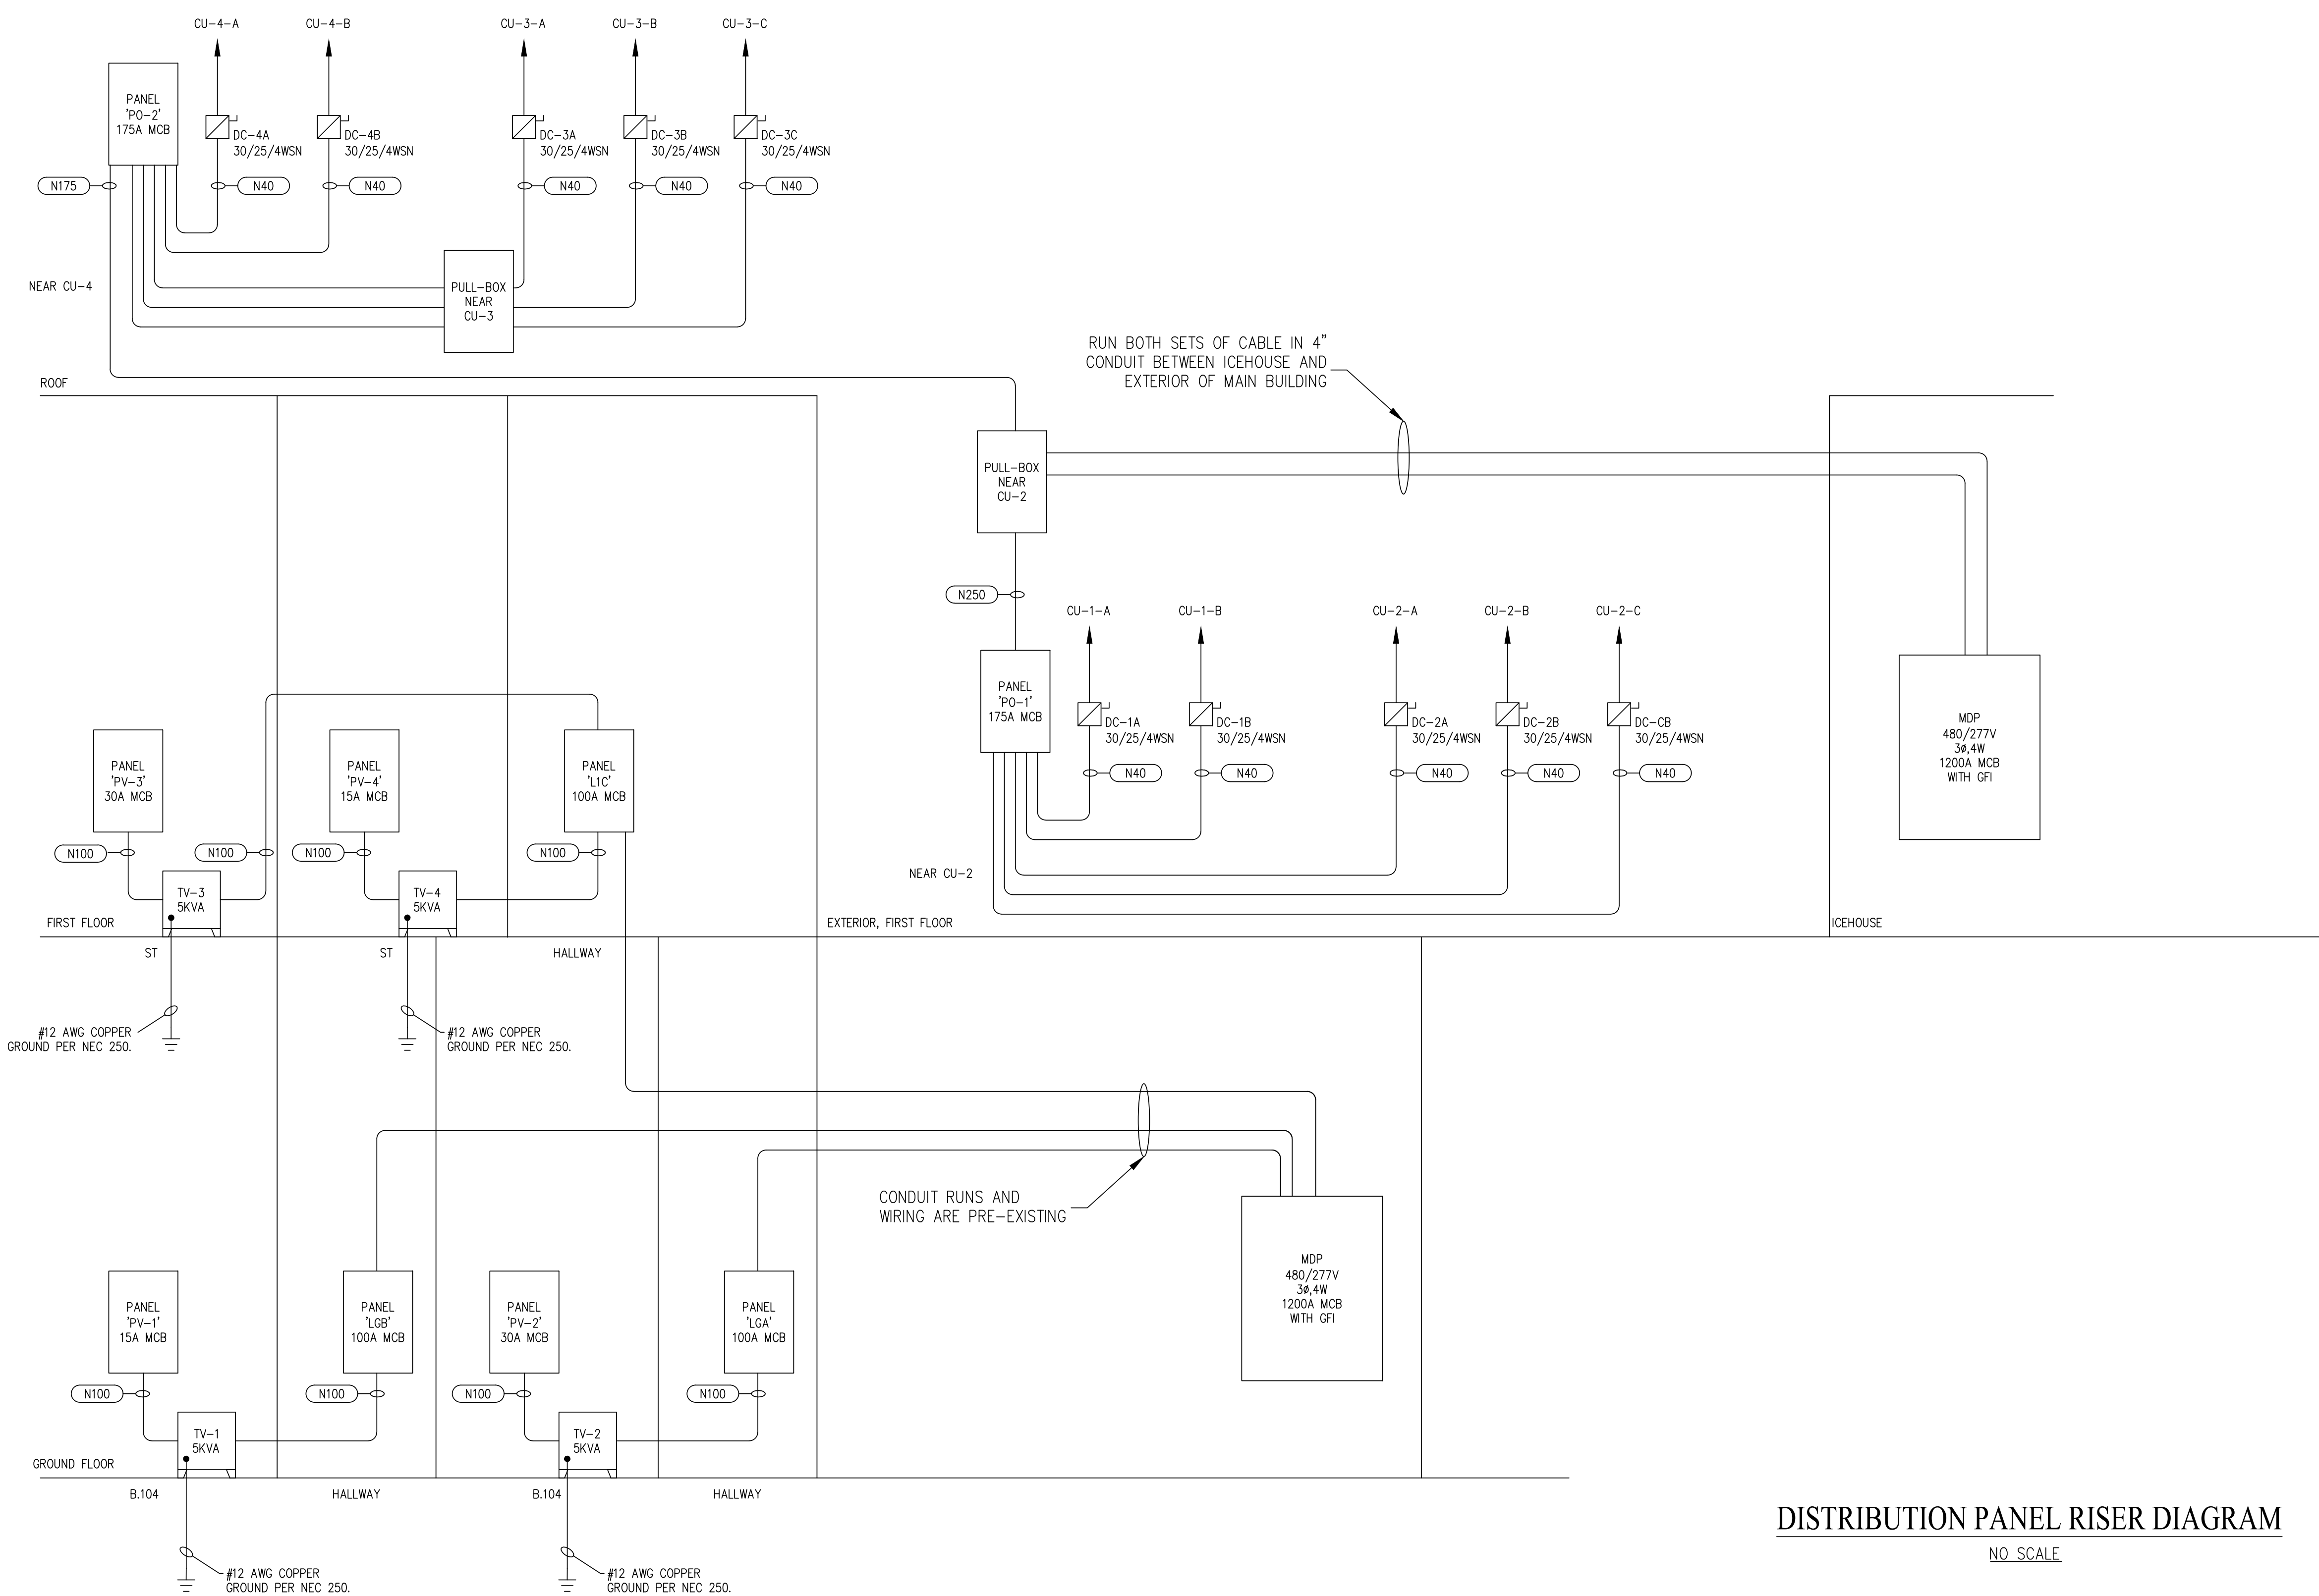 CU-4-A
CU-4-B
CU-3-A
CU-3-B
CU-3-C
PANEL
'PO-2'
175A MCB
DC-4A
30/25/4WSN
DC-4B
30/25/4WSN
DC-3A
30/25/4WSN
DC-3B
30/25/4WSN
DC-3C
30/25/4WSN
N175
N40
N40
N40
N40
N40
NEAR CU-4
PULL-BOX
NEAR
CU-3
ROOF
RUN BOTH SETS OF CABLE IN 4"
CONDUIT BETWEEN ICEHOUSE AND
EXTERIOR OF MAIN BUILDING
PULL-BOX
NEAR
CU-2
N250
CU-1-A
CU-1-B
CU-2-A
CU-2-B
CU-2-C
PANEL
'PO-1'
175A MCB
DC-1A
30/25/4WSN
DC-1B
30/25/4WSN
DC-2A
30/25/4WSN
DC-2B
30/25/4WSN
DC-CB
30/25/4WSN
N40
N40
N40
N40
N40
MDP
480/277V
3ø,4W
1200A MCB
WITH GFI
PANEL
'PV-3'
30A MCB
PANEL
'PV-4'
15A MCB
PANEL
'L1C'
100A MCB
N100
N100
N100
N100
TV-3
5KVA
TV-4
5KVA
NEAR CU-2
FIRST FLOOR
EXTERIOR, FIRST FLOOR
ICEHOUSE
ST
ST
HALLWAY
#12 AWG COPPER
GROUND PER NEC 250.
#12 AWG COPPER
GROUND PER NEC 250.
CONDUIT RUNS AND
WIRING ARE PRE-EXISTING
MDP
480/277V
3ø,4W
1200A MCB
WITH GFI
PANEL
'PV-1'
15A MCB
PANEL
'LGB'
100A MCB
PANEL
'PV-2'
30A MCB
PANEL
'LGA'
100A MCB
N100
N100
N100
N100
TV-1
5KVA
TV-2
5KVA
GROUND FLOOR
B.104
HALLWAY
B.104
HALLWAY
#12 AWG COPPER
GROUND PER NEC 250.
#12 AWG COPPER
GROUND PER NEC 250.
DISTRIBUTION PANEL RISER DIAGRAM
NO SCALE